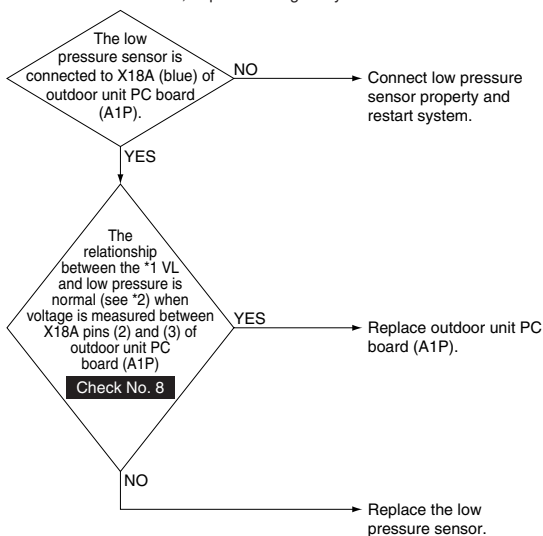 The low
pressure sensor is
connected to X18A (blue) of
outdoor unit PC board
(A1P).
NO
Connect low pressure
sensor property and
restart system.
YES
The
relationship
between the *1 VL
and low pressure is
normal (see *2) when
voltage is measured between
X18A pins (2) and (3) of
outdoor unit PC
board (A1P)
Check No. 8
YES
Replace outdoor unit PC
board (A1P).
NO
Replace the low
pressure sensor.